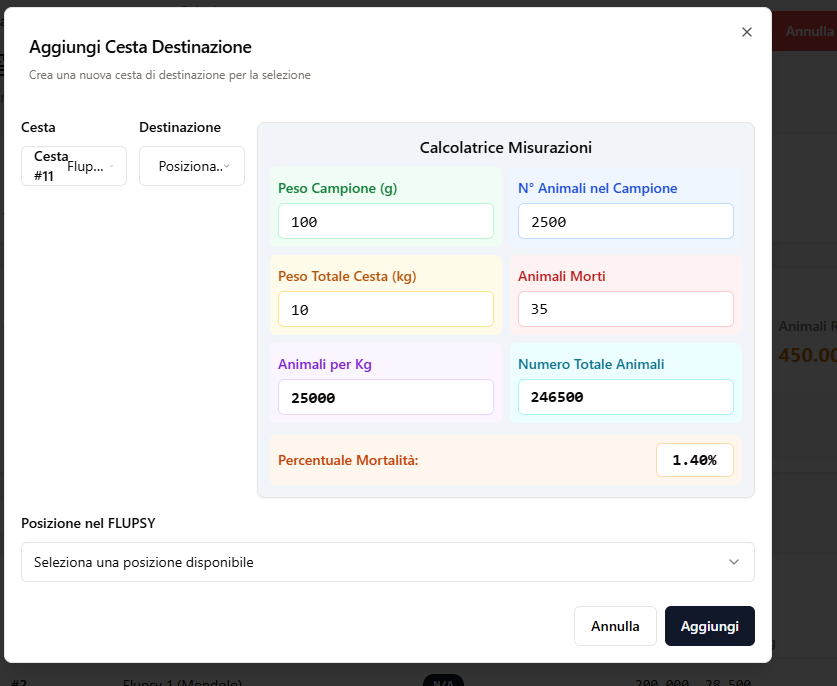 Aggiungi Cesta Destinazione
Crea una nuova cesta di destinazione per la selezione
Annulla
Cesta
Destinazione
Cesta #11
Flup...
Posiziona..
Calcolatrice Misurazioni
Peso Campione (g)
N° Animali nel Campione
100
2500
Peso Totale Cesta (kg)
Animali Morti
10
35
Animali per Kg
Numero Totale Animali
25000
246500
Percentuale Mortalità:
1.40%
Animali
450.00
Posizione nel FLUPSY
Seleziona una posizione disponibile
Annulla
Aggiungi
#2
Flupsy 1 (Mondolo)
N/A
200.000
28.500